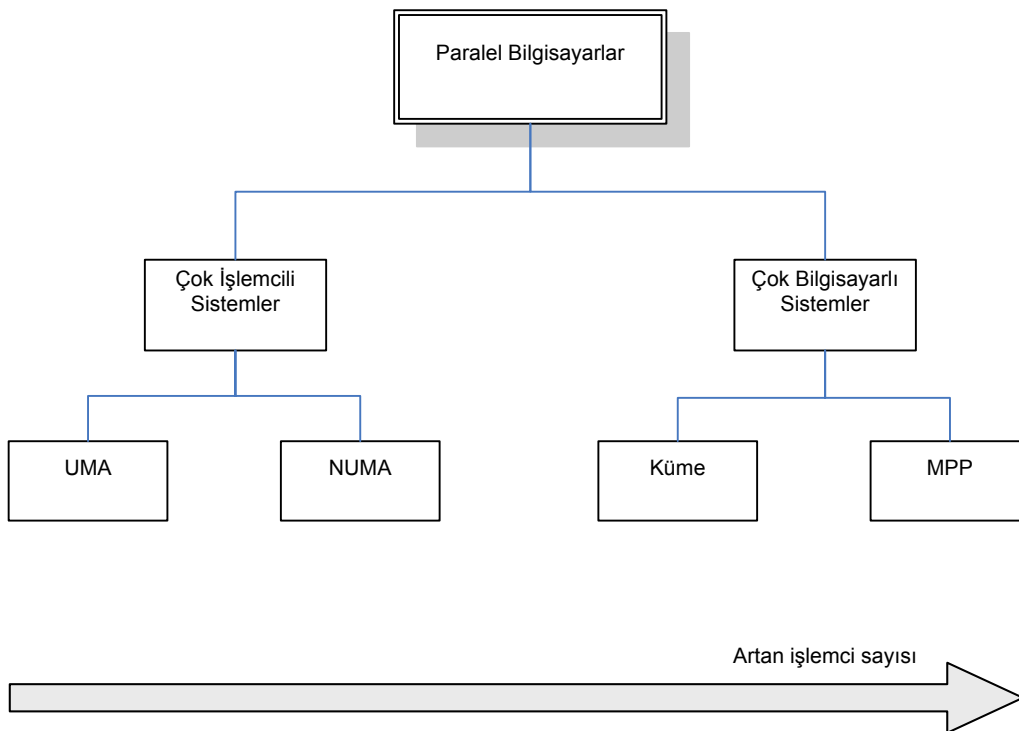 Paralel Bilgisayarlar
Çok İşlemcili
Sistemler
Çok Bilgisayarlı
Sistemler
UMA
NUMA
Küme
MPP
Artan işlemci sayısı